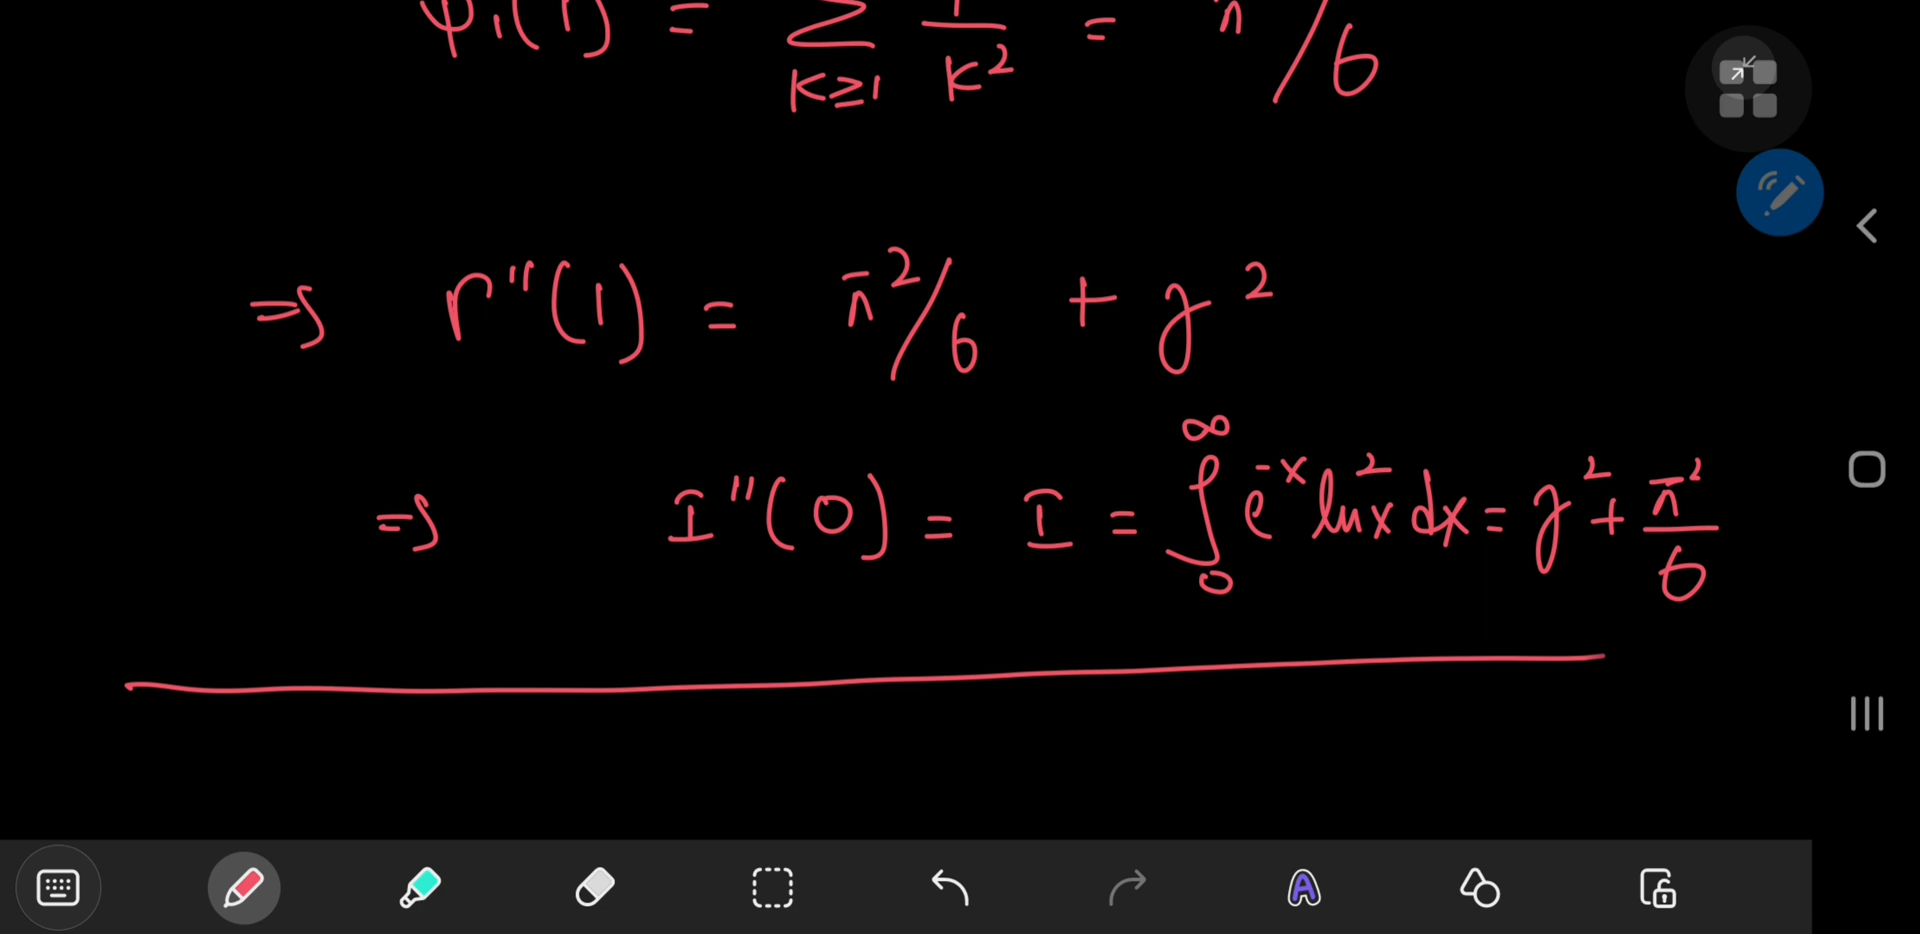 ψ₁(1) = ∑_{K≥1} 1/K² = π²/6
⇒ Γ''(1) = π²/6 + γ²
⇒ I''(0) = I = ∫₀^∞ e^{-x} ln²x dx = γ² + π²/6
A